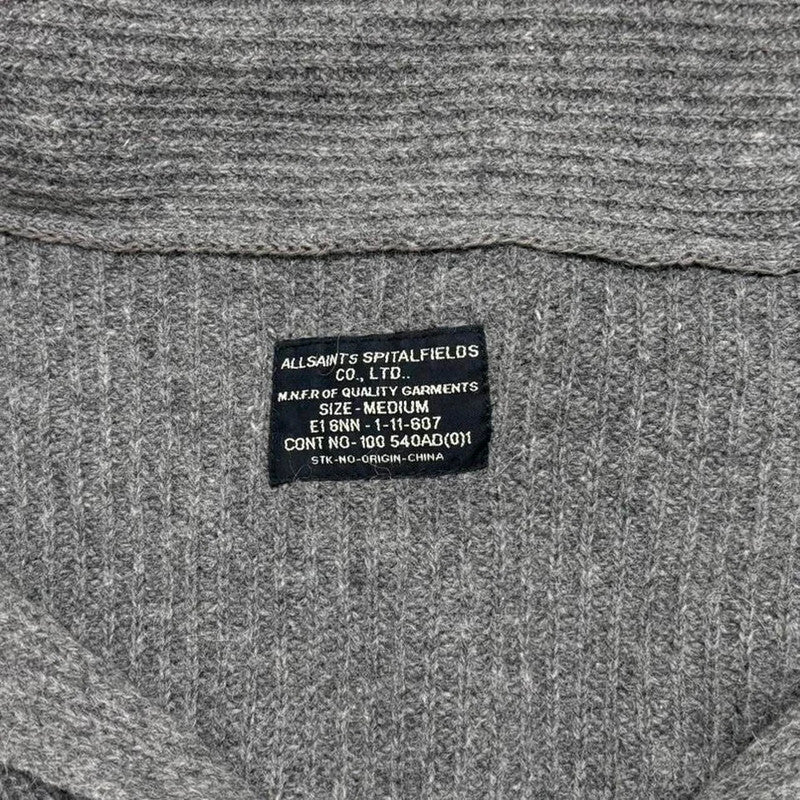 ALLSAINTS SPITALFIELDS
CO., LTD..
M.N.F.R OF QUALITY GARMENTS
SIZE - MEDIUM
E1 6NN - 1-11-607
CONT NO- 100 540AD(0)1
STK-NO-ORIGIN-CHINA